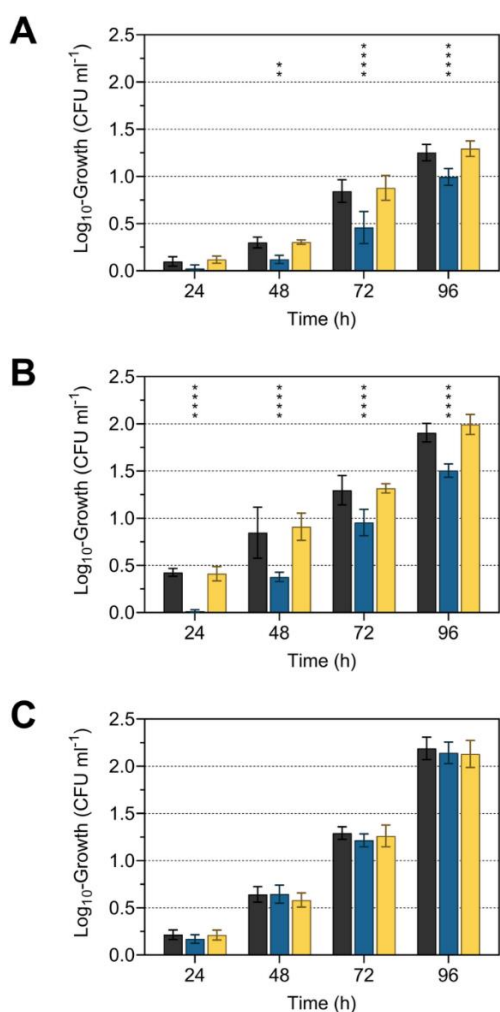 A
Log₁₀-Growth (CFU ml⁻¹)
2.5
2.0
1.5
1.0
0.5
0.0
**
****
****
24 48 72 96
Time (h)
B
Log₁₀-Growth (CFU ml⁻¹)
2.5
2.0
1.5
1.0
0.5
0.0
****
****
****
****
24 48 72 96
Time (h)
C
Log₁₀-Growth (CFU ml⁻¹)
2.5
2.0
1.5
1.0
0.5
0.0
24 48 72 96
Time (h)